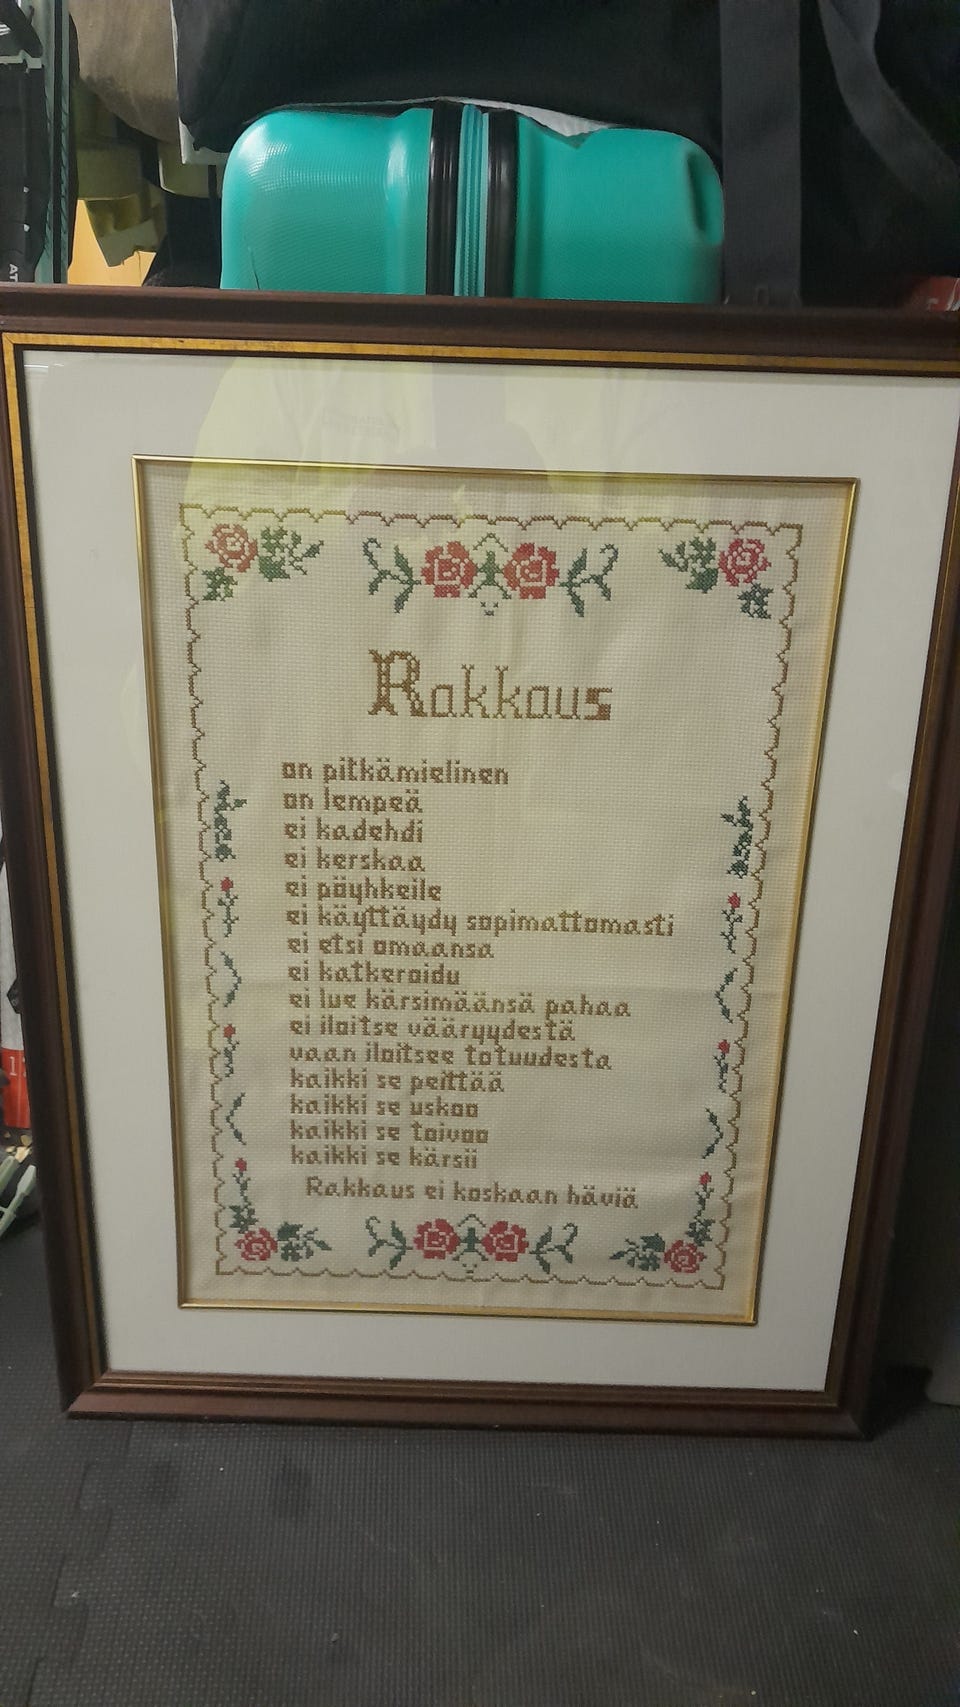 Rakkaus
on pitkämielinen
on lempeä
ei kadehdi
ei kerskaa
ei pöyhkeile
ei käyttäydy sopimattomasti
ei etsi omaansa
ei katkeroidu
ei lue kärsimäänsä pahaa
ei iloitse vääryydestä
vaan iloitsee totuudesta
kaikki se peittää
kaikki se uskoo
kaikki se toivoo
kaikki se kärsii
Rakkaus ei koskaan häviä